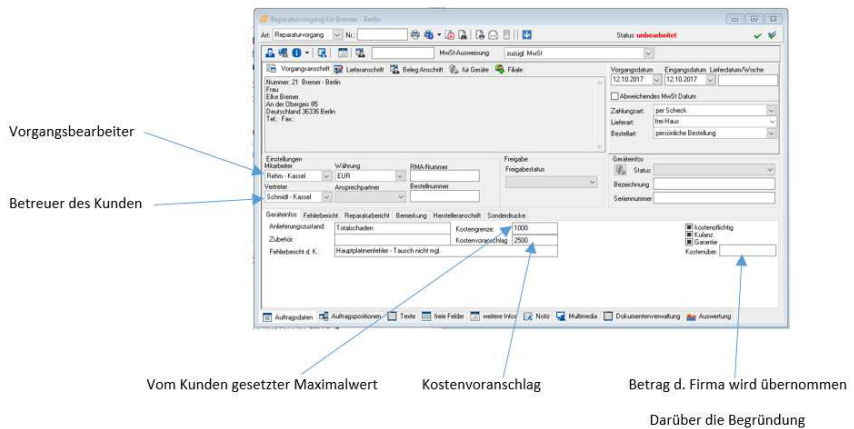 Reparaturvorgang für Bremer - Berlin
Art: Reparaturvorgang Nr.: Status: unbearbeitet
MwSt-Ausweisung: zuzügl. MwSt
Vorgangsanschrift Lieferanschrift Beleg Anschrift für Geräte Filiale
Vorgangsdatum Eingangsdatum Lieferdatum/Woche
12.10.2017 12.10.2017
Nummer: 21 Bremer - Berlin
Frau
Elke Bremer
An der Obergeis 85
Deutschland 36336 Berlin
Tel.: Fax.:
Abweichendes MwSt Datum
Zahlungsart: per Scheck
Lieferart: frei Haus
Bestellart: persönliche Bestellung
Vorgangsbearbeiter
Betreuer des Kunden
Einstellungen
Mitarbeiter Währung RMA-Nummer
Rehm - Kassel EUR
Vertreter Ansprechpartner Bestellnummer
Schmidt - Kassel
Freigabe
Freigabestatus
Geräteinfos
Status
Bezeichnung
Seriennummer
Geräteinfos Fehlerbericht Reparaturbericht Bemerkung Herstelleranschrift Sonderdrucke
Anlieferungszustand: Totalschaden Kostengrenze: 1000
Zubehör: Kostenvoranschlag 2500
Fehlerbericht d. K.: Hauptplatinenfehler - Tausch nicht mgl.
kostenpflichtig
Kulanz
Garantie
Kostenüber.
Auftragsdaten Auftragspositionen Texte freie Felder weitere Infos Notiz Multimedia Dokumentenverwaltung Auswertung
Vom Kunden gesetzter Maximalwert
Kostenvoranschlag
Betrag d. Firma wird übernommen
Darüber die Begründung